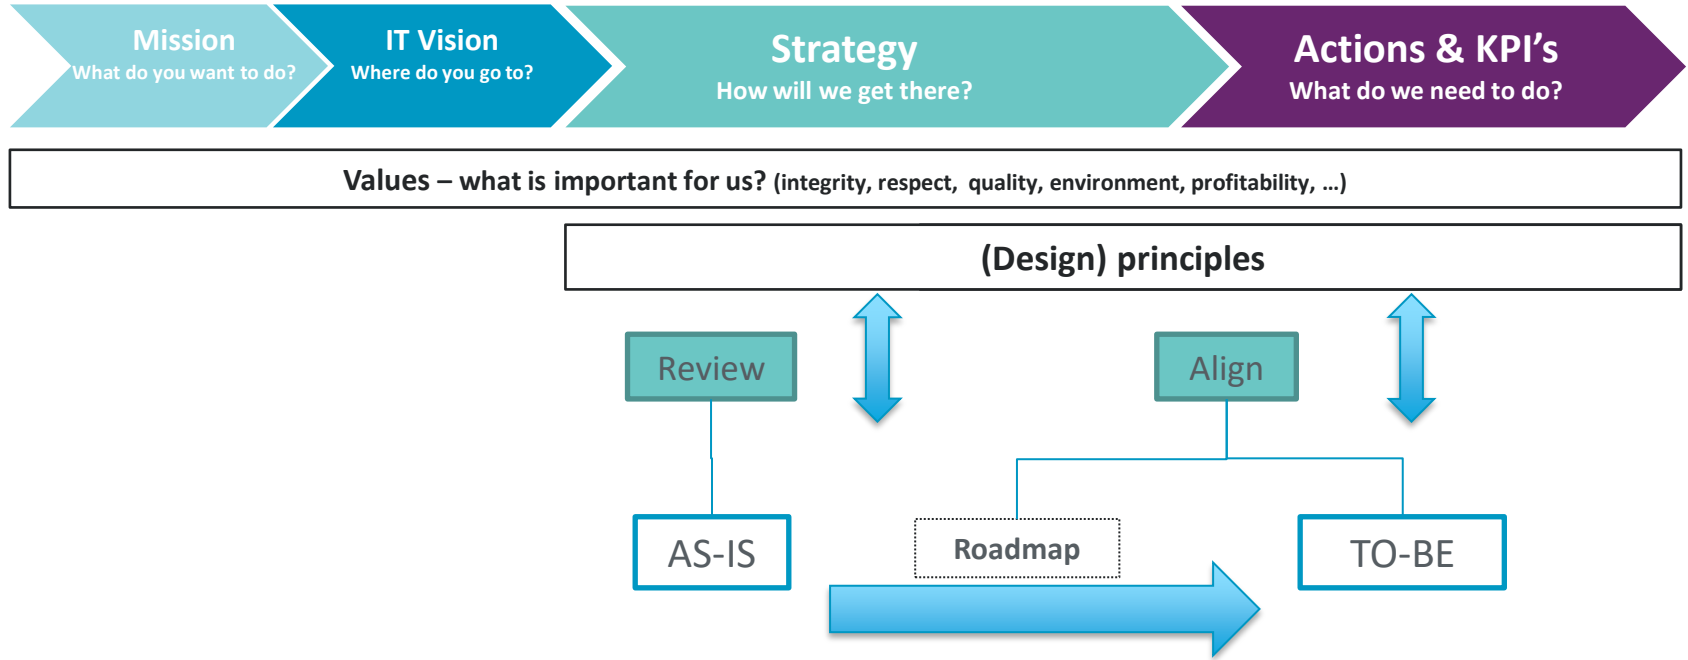 Mission
What do you want to do?
IT Vision
Where do you go to?
Strategy
How will we get there?
Actions & KPI’s
What do we need to do?
Values – what is important for us? (integrity, respect, quality, environment, profitability, ...)
(Design) principles
Review
Align
AS-IS
Roadmap
TO-BE